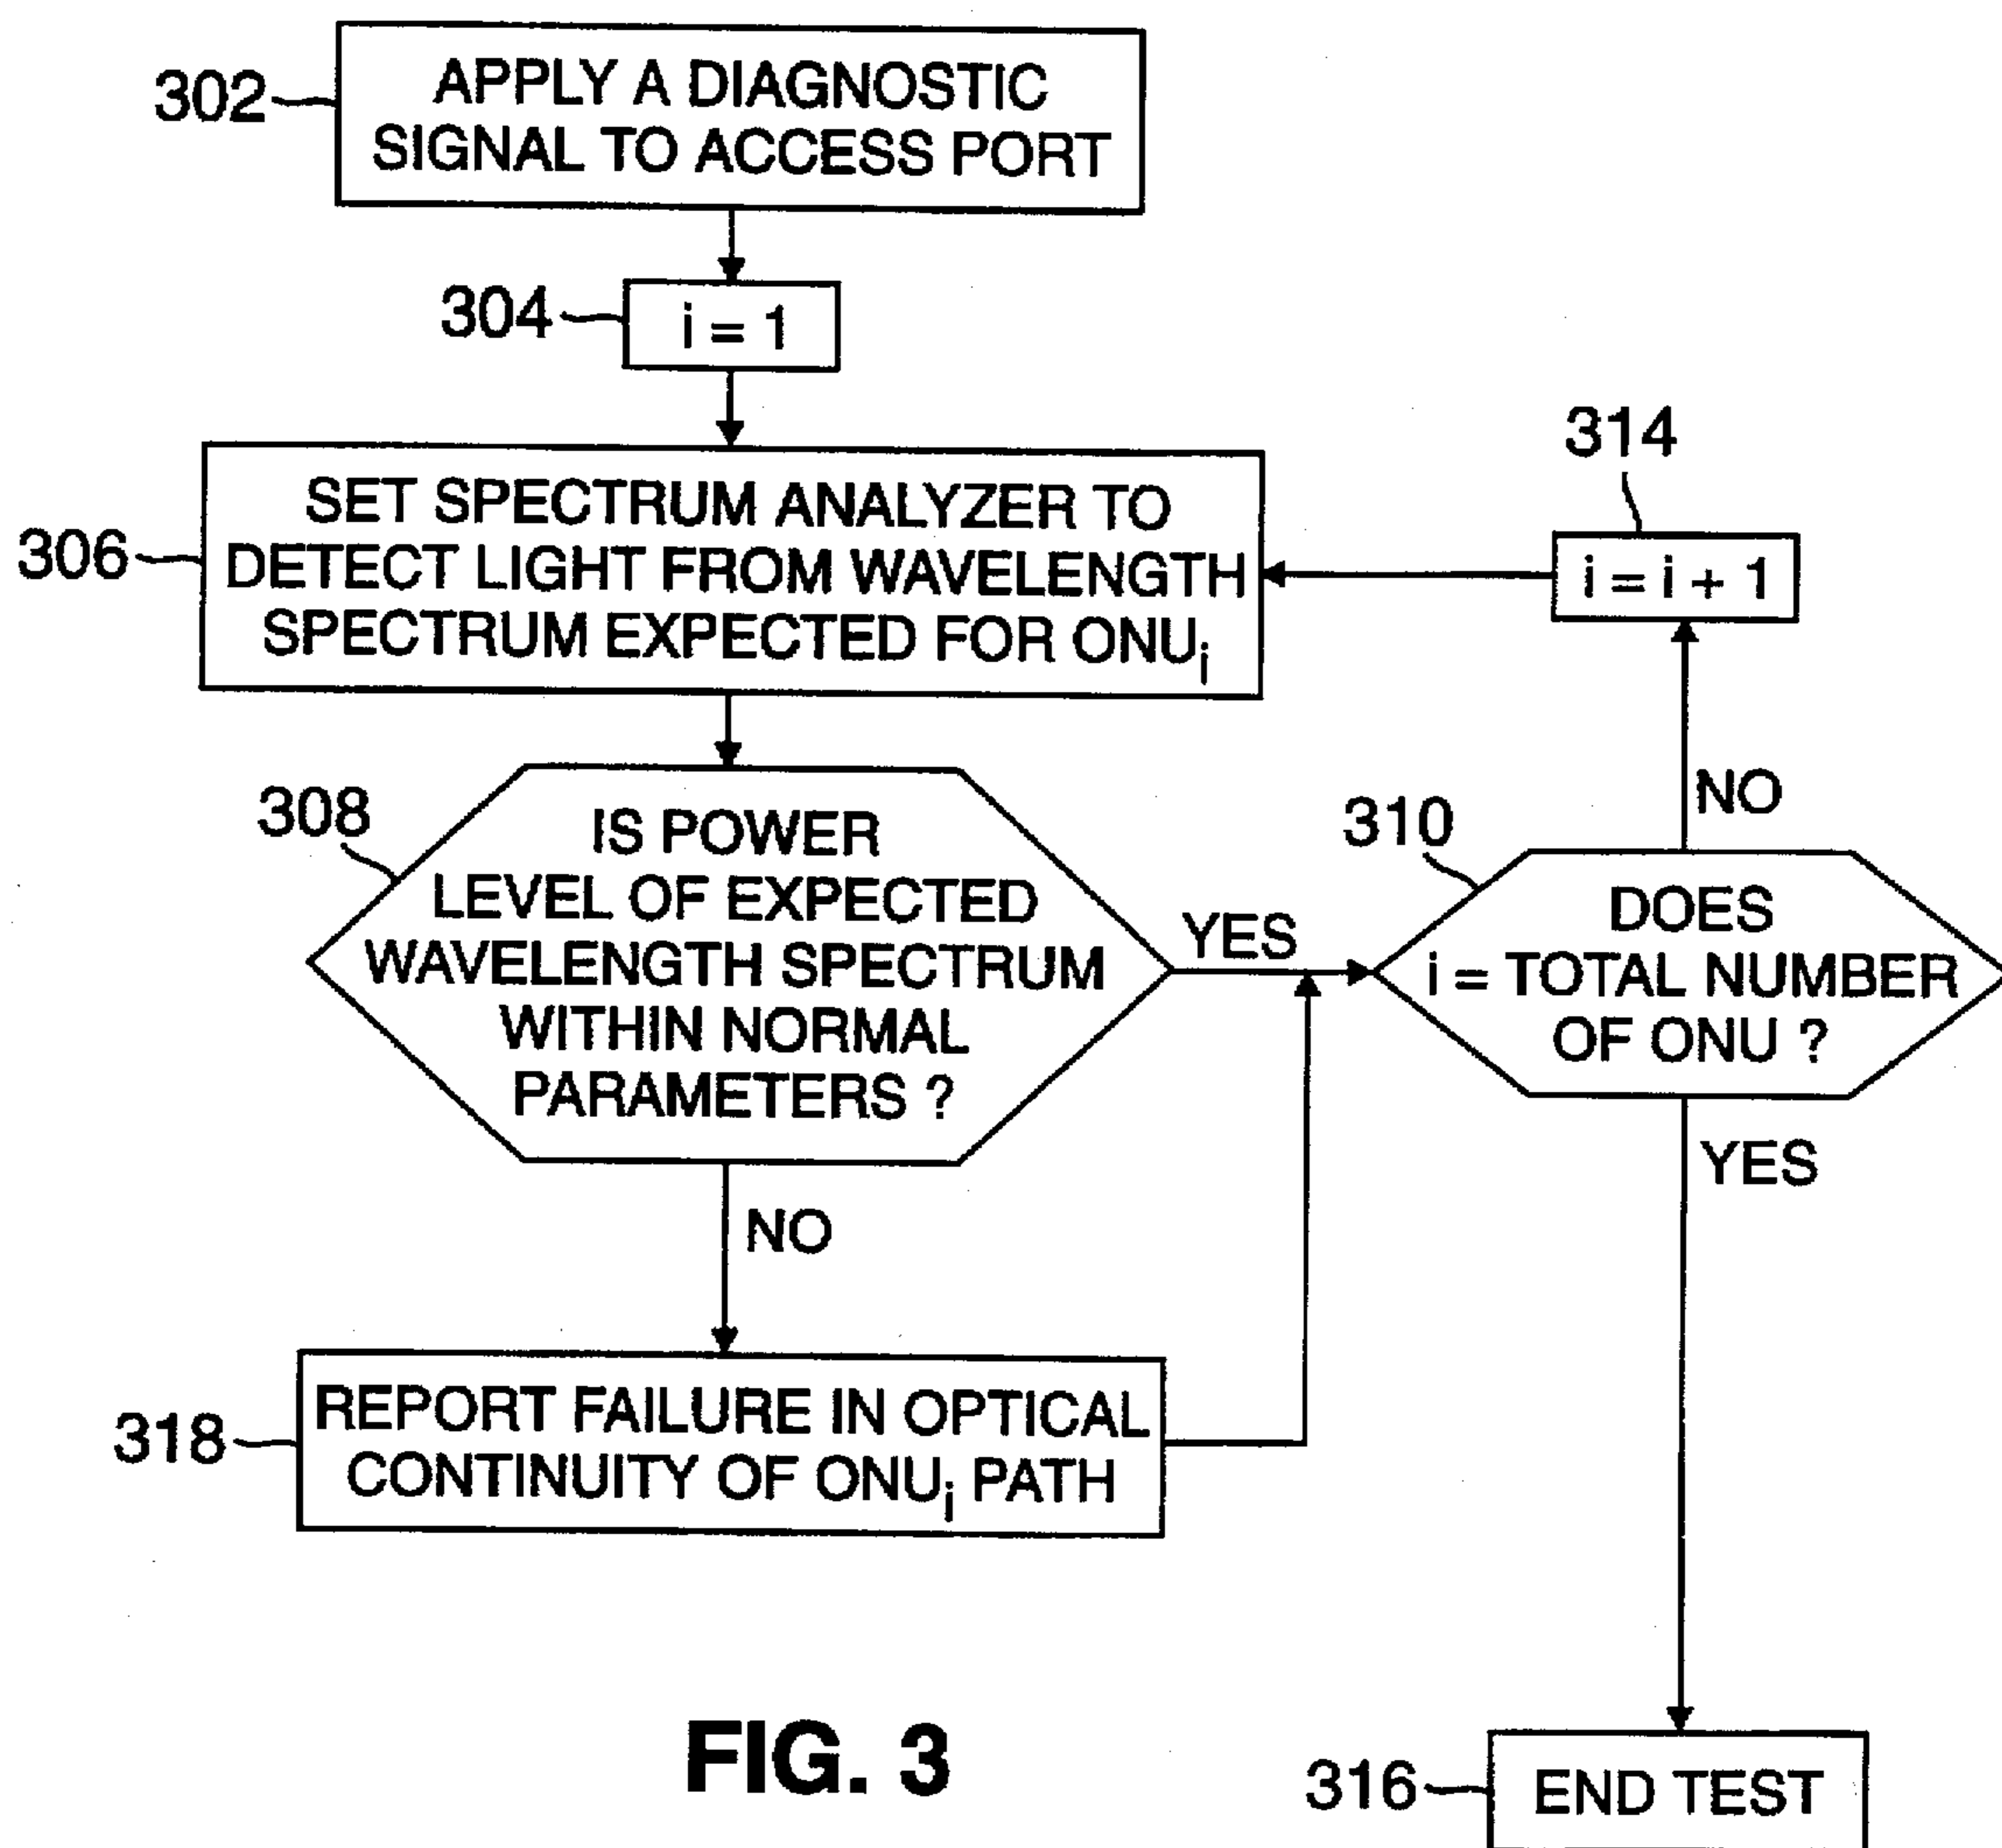 302
APPLY A DIAGNOSTIC
SIGNAL TO ACCESS PORT
304
i = 1
306
SET SPECTRUM ANALYZER TO
DETECT LIGHT FROM WAVELENGTH
SPECTRUM EXPECTED FOR ONUi
314
i = i + 1
308
IS POWER
LEVEL OF EXPECTED
WAVELENGTH SPECTRUM
WITHIN NORMAL
PARAMETERS ?
YES
NO
310
DOES
i = TOTAL NUMBER
OF ONU ?
NO
YES
318
REPORT FAILURE IN OPTICAL
CONTINUITY OF ONUi PATH
316
END TEST
FIG. 3